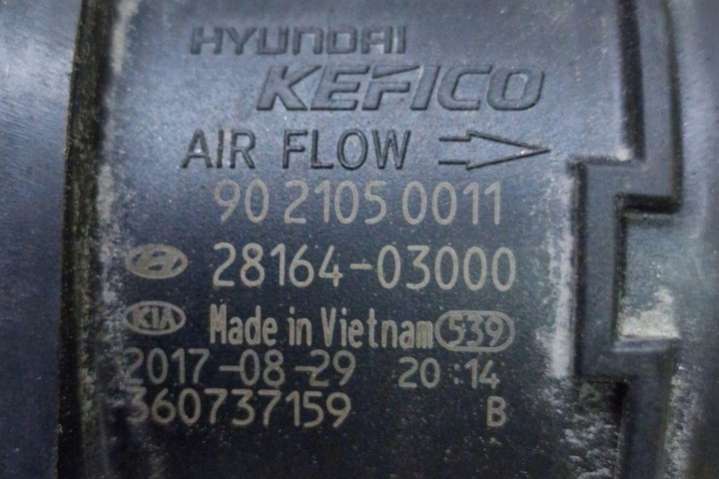 HYUNDAI
KEFICO
AIR FLOW
90 2105 0011
28164-03000
KIA Made in Vietnam 539
2017-08-29 20:14
360737159 B